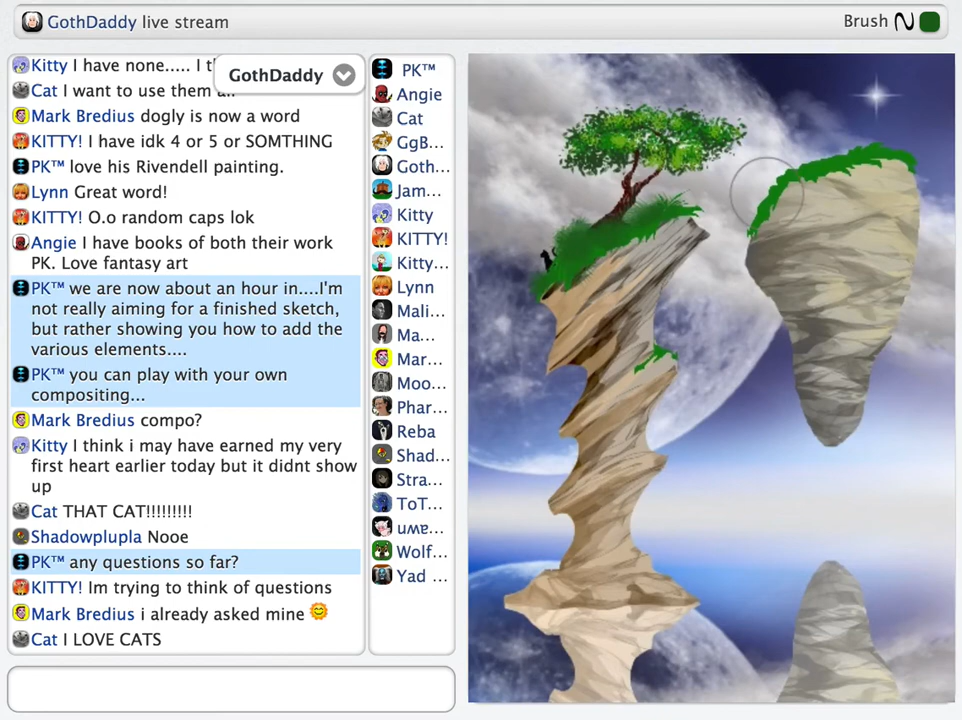 GothDaddy live stream
Brush
Kitty I have none..... I t
GothDaddy
Cat I want to use them a
Mark Bredius dogly is now a word
KITTY! I have idk 4 or 5 or SOMTHING
PK™ love his Rivendell painting.
Lynn Great word!
KITTY! O.o random caps lok
Angie I have books of both their work
PK. Love fantasy art
PK™ we are now about an hour in....I'm
not really aiming for a finished sketch,
but rather showing you how to add the
various elements....
PK™ you can play with your own
compositing...
Mark Bredius compo?
Kitty I think i may have earned my very
first heart earlier today but it didnt show
up
Cat THAT CAT!!!!!!!!!
Shadowplupla Nooe
PK™ any questions so far?
KITTY! Im trying to think of questions
Mark Bredius i already asked mine
Cat I LOVE CATS
PK™
Angie
Cat
GgB...
Goth...
Jam...
Kitty
KITTY!
Kitty...
Lynn
Mali...
Ma...
Mar...
Moo...
Phar...
Reba
Shad...
Stra...
ToT...
uʍɐ...
Wolf...
Yad ...